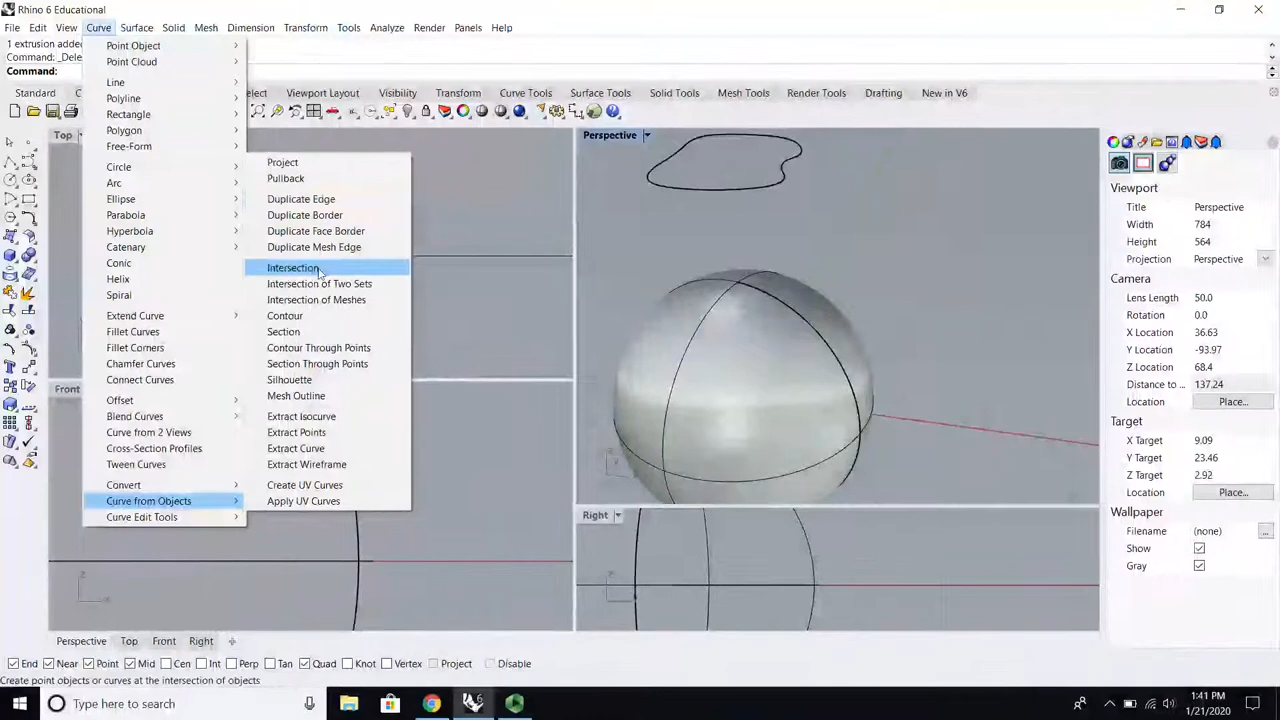 Rhino 6 Educational
File Edit View Curve Surface Solid Mesh Dimension Transform Tools Analyze Render Panels Help
1 extrusion adde
Command: _Dele
Command:
Standard C elect Viewport Layout Visibility Transform Curve Tools Surface Tools Solid Tools Mesh Tools Render Tools Drafting New in V6
Point Object
Point Cloud
Line
Polyline
Rectangle
Polygon
Free-Form
Circle
Arc
Ellipse
Parabola
Hyperbola
Catenary
Conic
Helix
Spiral
Extend Curve
Fillet Curves
Fillet Corners
Chamfer Curves
Connect Curves
Offset
Blend Curves
Curve from 2 Views
Cross-Section Profiles
Tween Curves
Convert
Curve from Objects
Curve Edit Tools
Project
Pullback
Duplicate Edge
Duplicate Border
Duplicate Face Border
Duplicate Mesh Edge
Intersection
Intersection of Two Sets
Intersection of Meshes
Contour
Section
Contour Through Points
Section Through Points
Silhouette
Mesh Outline
Extract Isocurve
Extract Points
Extract Curve
Extract Wireframe
Create UV Curves
Apply UV Curves
Top
Perspective
Front
Right
Viewport
Title Perspective
Width 784
Height 564
Projection Perspective
Camera
Lens Length 50.0
Rotation 0.0
X Location 36.63
Y Location -93.97
Z Location 68.4
Distance to ... 137.24
Location Place...
Target
X Target 9.09
Y Target 23.46
Z Target 2.92
Location Place...
Wallpaper
Filename (none) ...
Show
Gray
Perspective Top Front Right
End Near Point Mid Cen Int Perp Tan Quad Knot Vertex Project Disable
Create point objects or curves at the intersection of objects
Type here to search
1:41 PM
1/21/2020